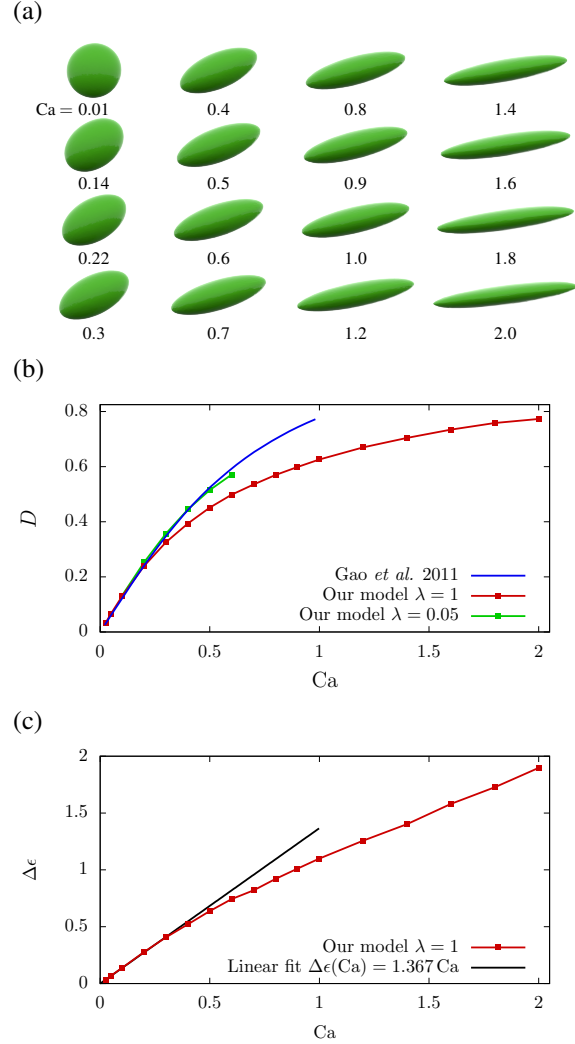 (a)
Ca = 0.01 0.4 0.8 1.4
0.14 0.5 0.9 1.6
0.22 0.6 1.0 1.8
0.3 0.7 1.2 2.0
(b)
0.8
0.6
0.4
0.2
0
D
Gao et al. 2011
Our model λ = 1
Our model λ = 0.05
0 0.5 1 1.5 2
Ca
(c)
2
1.5
1
0.5
0
Δϵ
Our model λ = 1
Linear fit Δϵ(Ca) = 1.367 Ca
0 0.5 1 1.5 2
Ca